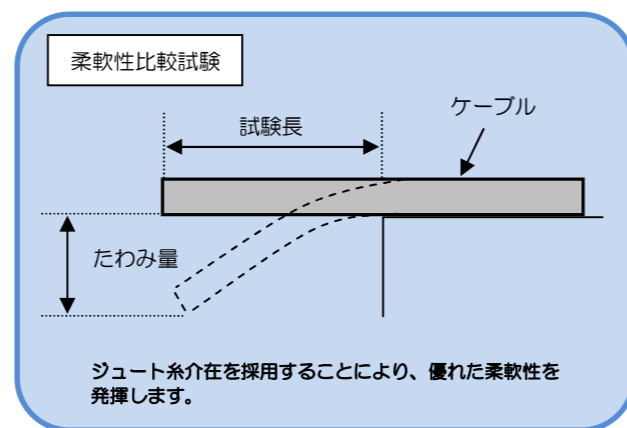 柔軟性比較試験
ケーブル
試験長
たわみ量
ジュート糸介在を採用することにより、優れた柔軟性を
発揮します。